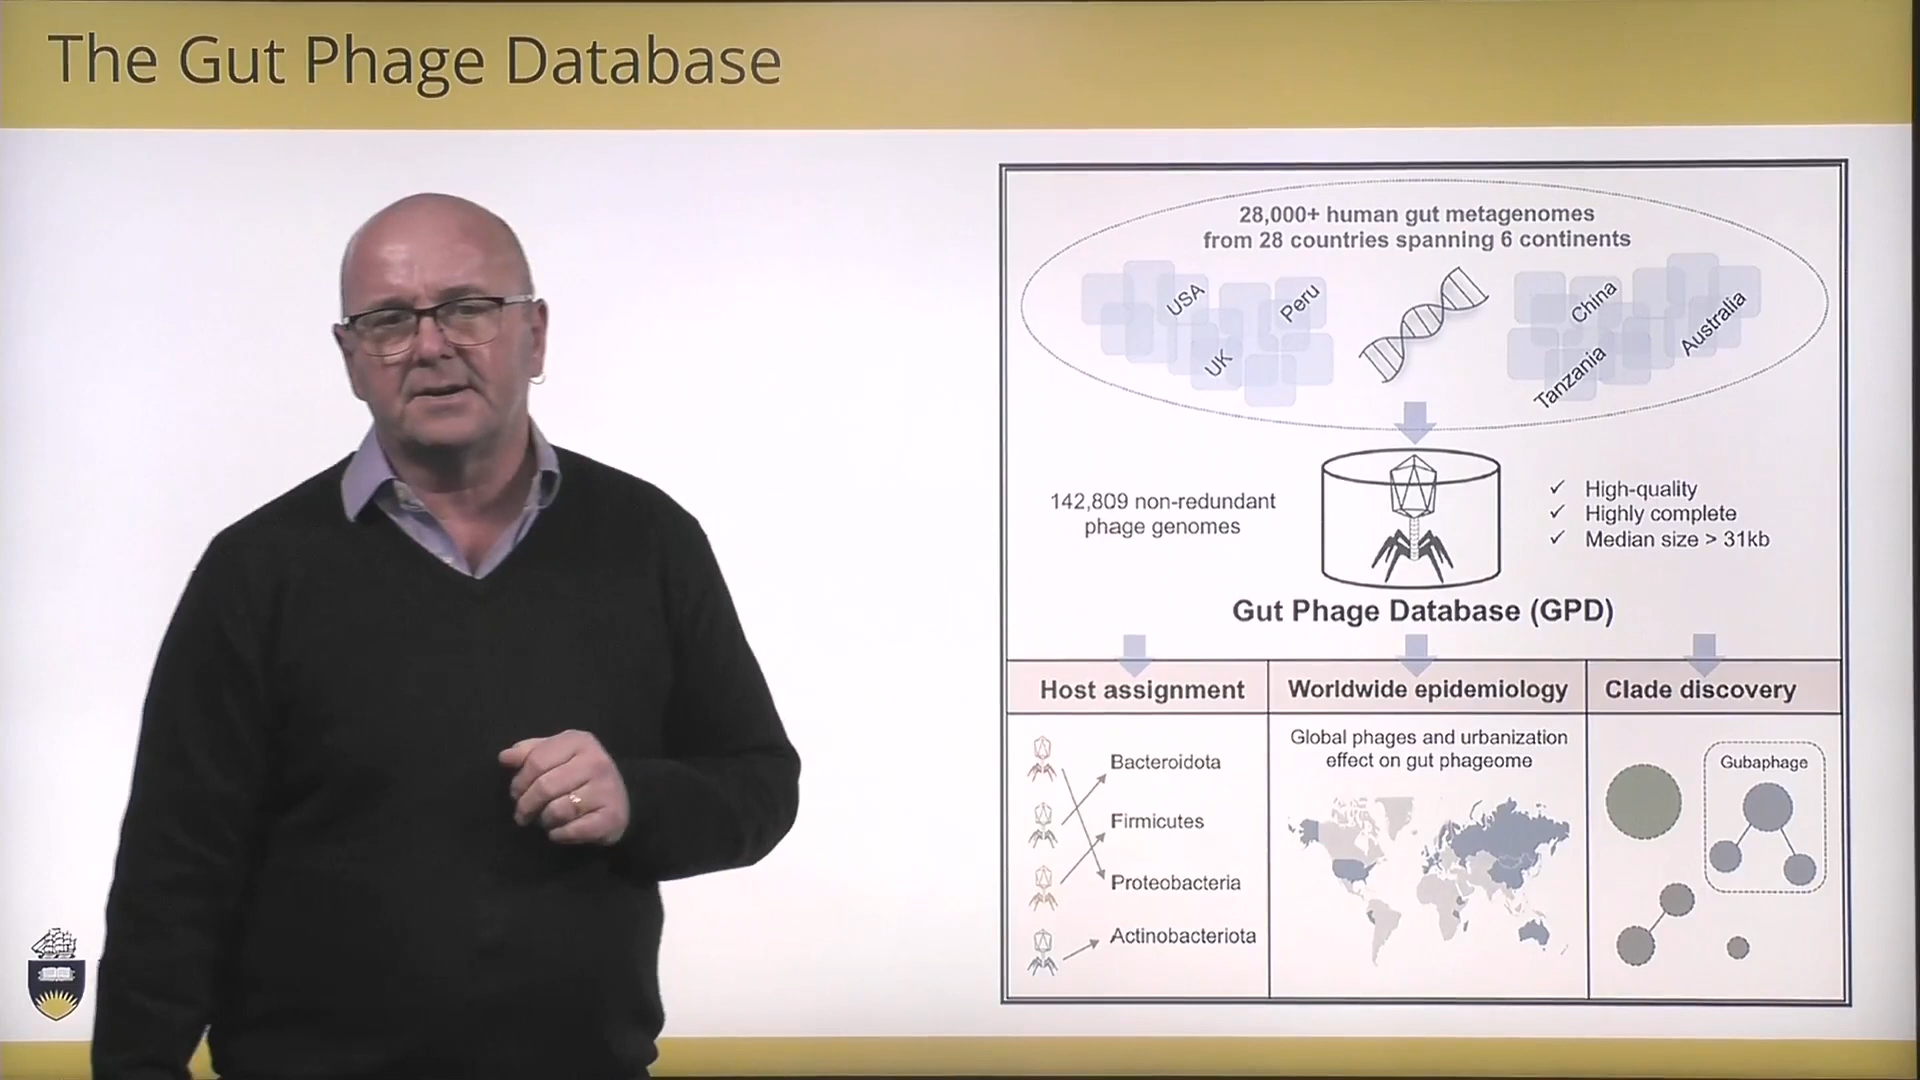 The Gut Phage Database
28,000+ human gut metagenomes
from 28 countries spanning 6 continents
USA
Peru
UK
China
Australia
Tanzania
142,809 non-redundant
phage genomes
✓ High-quality
✓ Highly complete
✓ Median size > 31kb
Gut Phage Database (GPD)
Host assignment
Worldwide epidemiology
Clade discovery
Bacteroidota
Firmicutes
Proteobacteria
Actinobacteriota
Global phages and urbanization
effect on gut phageome
Gubaphage